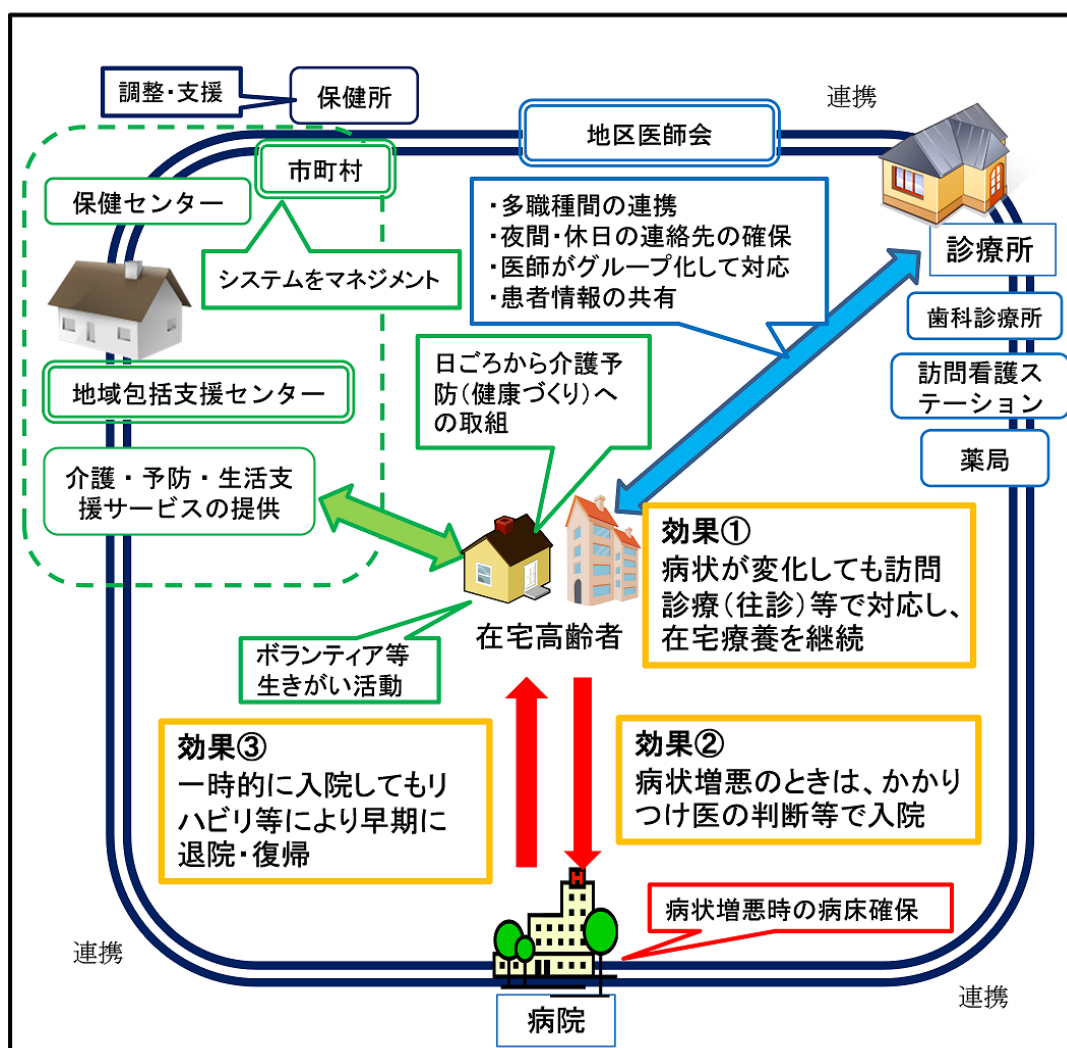 調整・支援
保健所
連携
地区医師会
市町村
保健センター
・多職種間の連携
・夜間・休日の連絡先の確保
・医師がグループ化して対応
・患者情報の共有
診療所
システムをマネジメント
歯科診療所
日ごろから介護予
防(健康づくり)へ
の取組
訪問看護ス
テーション
地域包括支援センター
薬局
介護・予防・生活支
援サービスの提供
効果①
病状が変化しても訪問
診療(往診)等で対応し、
在宅療養を継続
在宅高齢者
ボランティア等
生きがい活動
効果③
一時的に入院してもリ
ハビリ等により早期に
退院・復帰
効果②
病状増悪のときは、かかり
つけ医の判断等で入院
H
病状増悪時の病床確保
連携
連携
病院